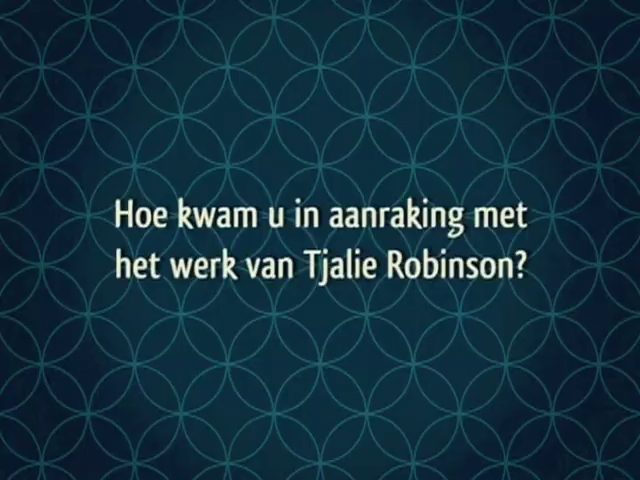 Hoe kwam u in aanraking met
het werk van Tjalie Robinson?